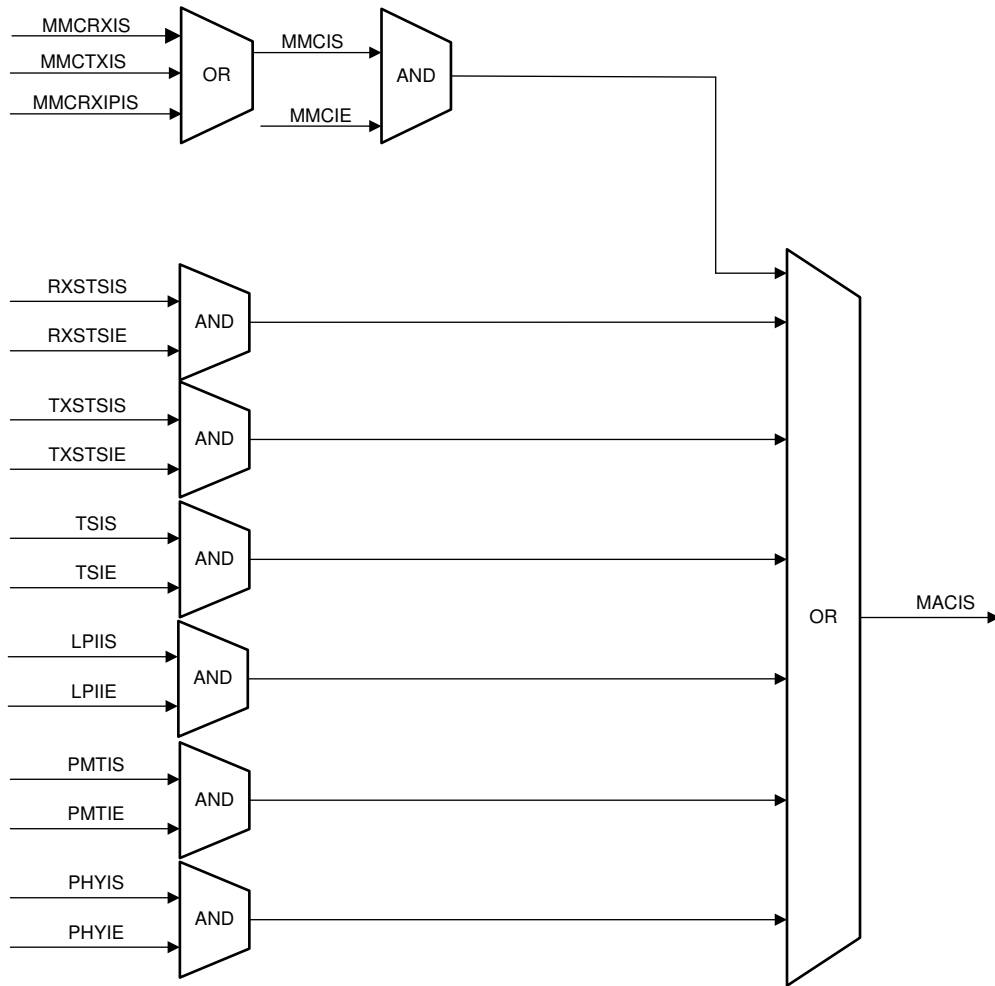 MMCRXIS
MMCTXIS
MMCRXIPIS
OR
MMCIS
MMCIE
AND
RXSTSIS
RXSTSIE
AND
TXSTSIS
TXSTSIE
AND
TSIS
TSIE
AND
LPIIS
LPIIE
AND
PMTIS
PMTIE
AND
PHYIS
PHYIE
AND
OR
MACIS